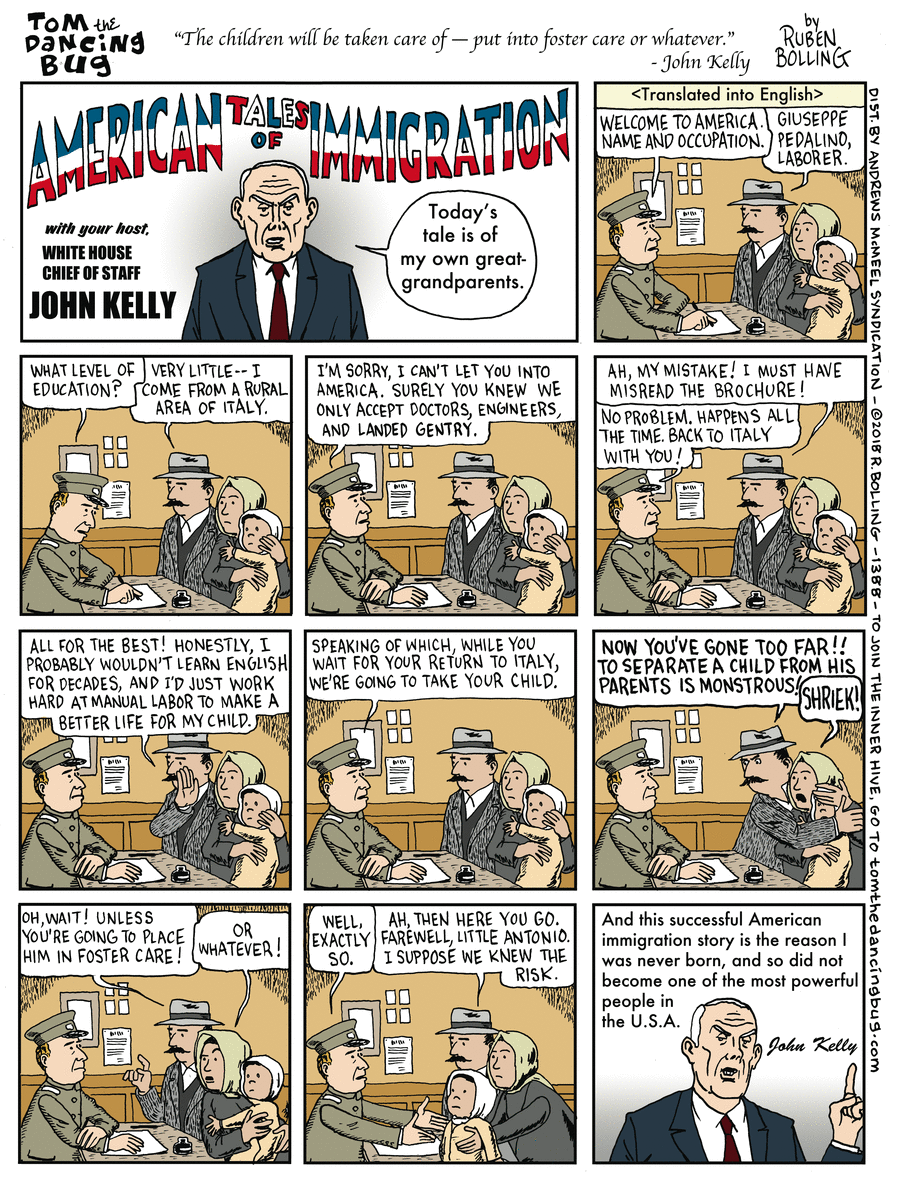 TOM the
DANCING
BUG
"The children will be taken care of — put into foster care or whatever."
- John Kelly
by
RUBEN
BOLLING
AMERICAN TALES OF IMMIGRATION
with your host,
WHITE HOUSE
CHIEF OF STAFF
JOHN KELLY
Today's
tale is of
my own great-
grandparents.
<Translated into English>
WELCOME TO AMERICA.
NAME AND OCCUPATION.
GIUSEPPE
PEDALINO,
LABORER.
WHAT LEVEL OF
EDUCATION?
VERY LITTLE-- I
COME FROM A RURAL
AREA OF ITALY.
I'M SORRY, I CAN'T LET YOU INTO
AMERICA. SURELY YOU KNEW WE
ONLY ACCEPT DOCTORS, ENGINEERS,
AND LANDED GENTRY.
AH, MY MISTAKE! I MUST HAVE
MISREAD THE BROCHURE!
NO PROBLEM. HAPPENS ALL
THE TIME. BACK TO ITALY
WITH YOU!
ALL FOR THE BEST! HONESTLY, I
PROBABLY WOULDN'T LEARN ENGLISH
FOR DECADES, AND I'D JUST WORK
HARD AT MANUAL LABOR TO MAKE A
BETTER LIFE FOR MY CHILD.
SPEAKING OF WHICH, WHILE YOU
WAIT FOR YOUR RETURN TO ITALY,
WE'RE GOING TO TAKE YOUR CHILD.
NOW YOU'VE GONE TOO FAR!!
TO SEPARATE A CHILD FROM HIS
PARENTS IS MONSTROUS!
SHRIEK!
OH, WAIT! UNLESS
YOU'RE GOING TO PLACE
HIM IN FOSTER CARE!
OR
WHATEVER!
WELL,
EXACTLY
SO.
AH, THEN HERE YOU GO.
FAREWELL, LITTLE ANTONIO.
I SUPPOSE WE KNEW THE
RISK.
And this successful American
immigration story is the reason I
was never born, and so did not
become one of the most powerful
people in
the U.S.A.
John Kelly
DIST. BY ANDREWS McMEEL SYNDICATION - ©2018 R. BOLLING - 1388 - TO JOIN THE INNER HIVE, GO TO tomthedancingbug.com